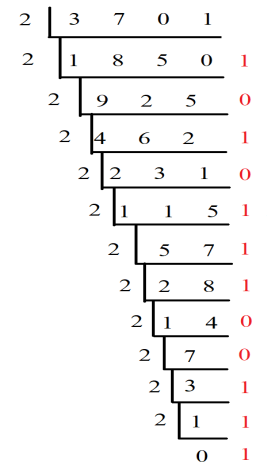 2 3 7 0 1
2 1 8 5 0 1
2 9 2 5 0
2 4 6 2 1
2 2 3 1 0
2 1 1 5 1
2 5 7 1
2 2 8 1
2 1 4 0
2 7 0
2 3 1
2 1 1
0 1